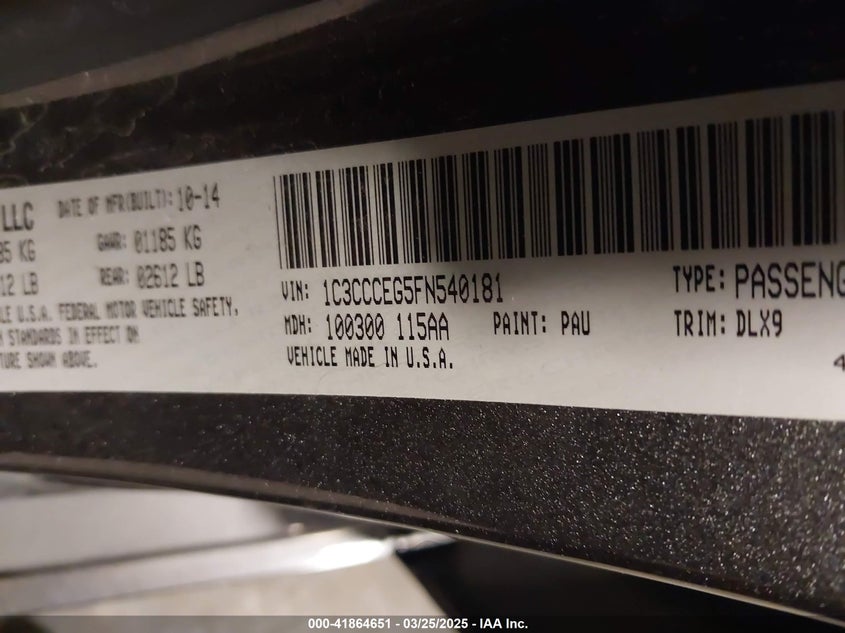 LLC DATE OF MFR(BUILT): 10-14
85 KG GAWR: 01185 KG
12 LB REAR: 02612 LB
LE U.S.A. FEDERAL MOTOR VEHICLE SAFETY,
STANDARDS IN EFFECT ON
TURE SHOWN ABOVE.
VIN: 1C3CCCEG5FN540181 TYPE: PASSENG
MDH: 100300 115AA PAINT: PAU TRIM: DLX9
VEHICLE MADE IN U.S.A.
4
000-41864651 — 03/25/2025 — IAA Inc.